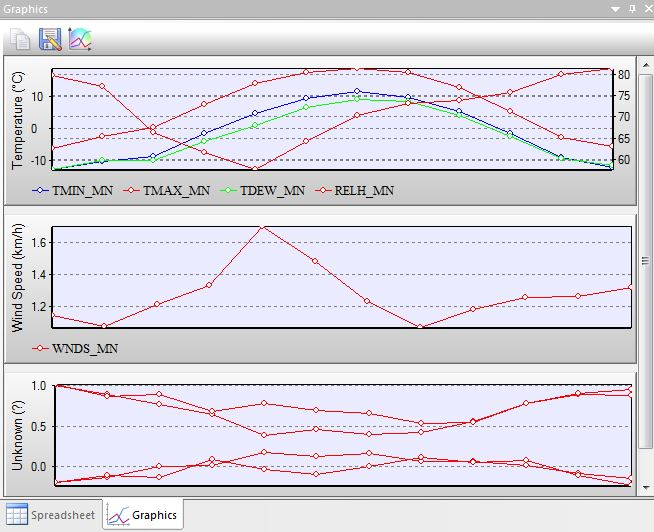 Graphics
Temperature (°C)
10
0
-10
80
75
70
65
60
TMIN_MN TMAX_MN TDEW_MN RELH_MN
Wind Speed (km/h)
1.6
1.4
1.2
WNDS_MN
Unknown (?)
1.0
0.5
0.0
Spreadsheet Graphics